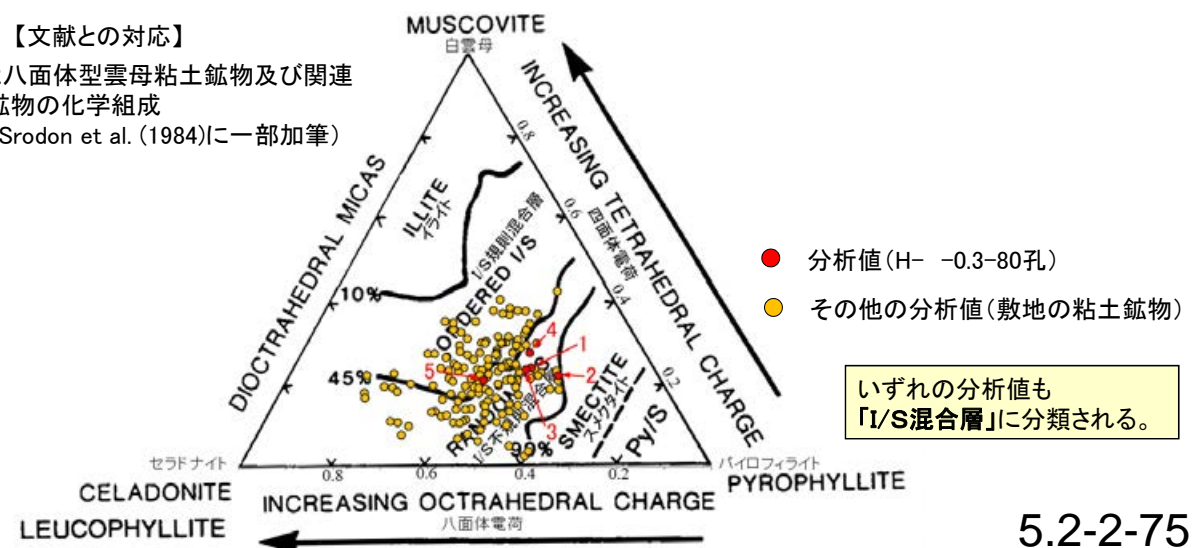 【文献との対応】
八面体型雲母粘土鉱物及び関連
鉱物の化学組成
Srodon et al. (1984)に一部加筆）
MUSCOVITE
白雲母
DIOCTRAHEDRAL MICAS
INCREASING TETRAHEDRAL CHARGE
四面体電荷
0.8
0.6
0.4
0.2
ILLITE
イライト
I/S規則混合層
ORDERED I/S
10%
45%
90%
I/S不規則混合層
SMECTITE
スメクタイト
Py/S
4
1
5
2
3
分析値（H- -0.3-80孔）
その他の分析値（敷地の粘土鉱物）
いずれの分析値も
「I/S混合層」に分類される。
セラドナイト
CELADONITE
LEUCOPHYLLITE
0.8
0.6
0.4
0.2
INCREASING OCTRAHEDRAL CHARGE
八面体電荷
パイロフィライト
PYROPHYLLITE
5.2-2-75